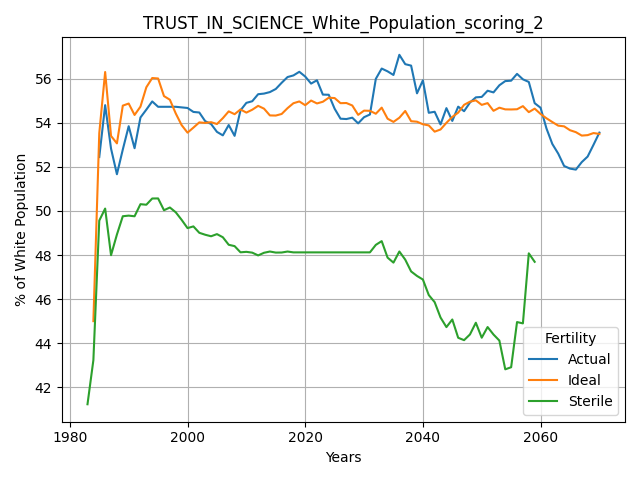 TRUST_IN_SCIENCE_White_Population_scoring_2
% of White Population
56
54
52
50
48
46
44
42
1980
2000
2020
2040
2060
Years
Fertility
Actual
Ideal
Sterile